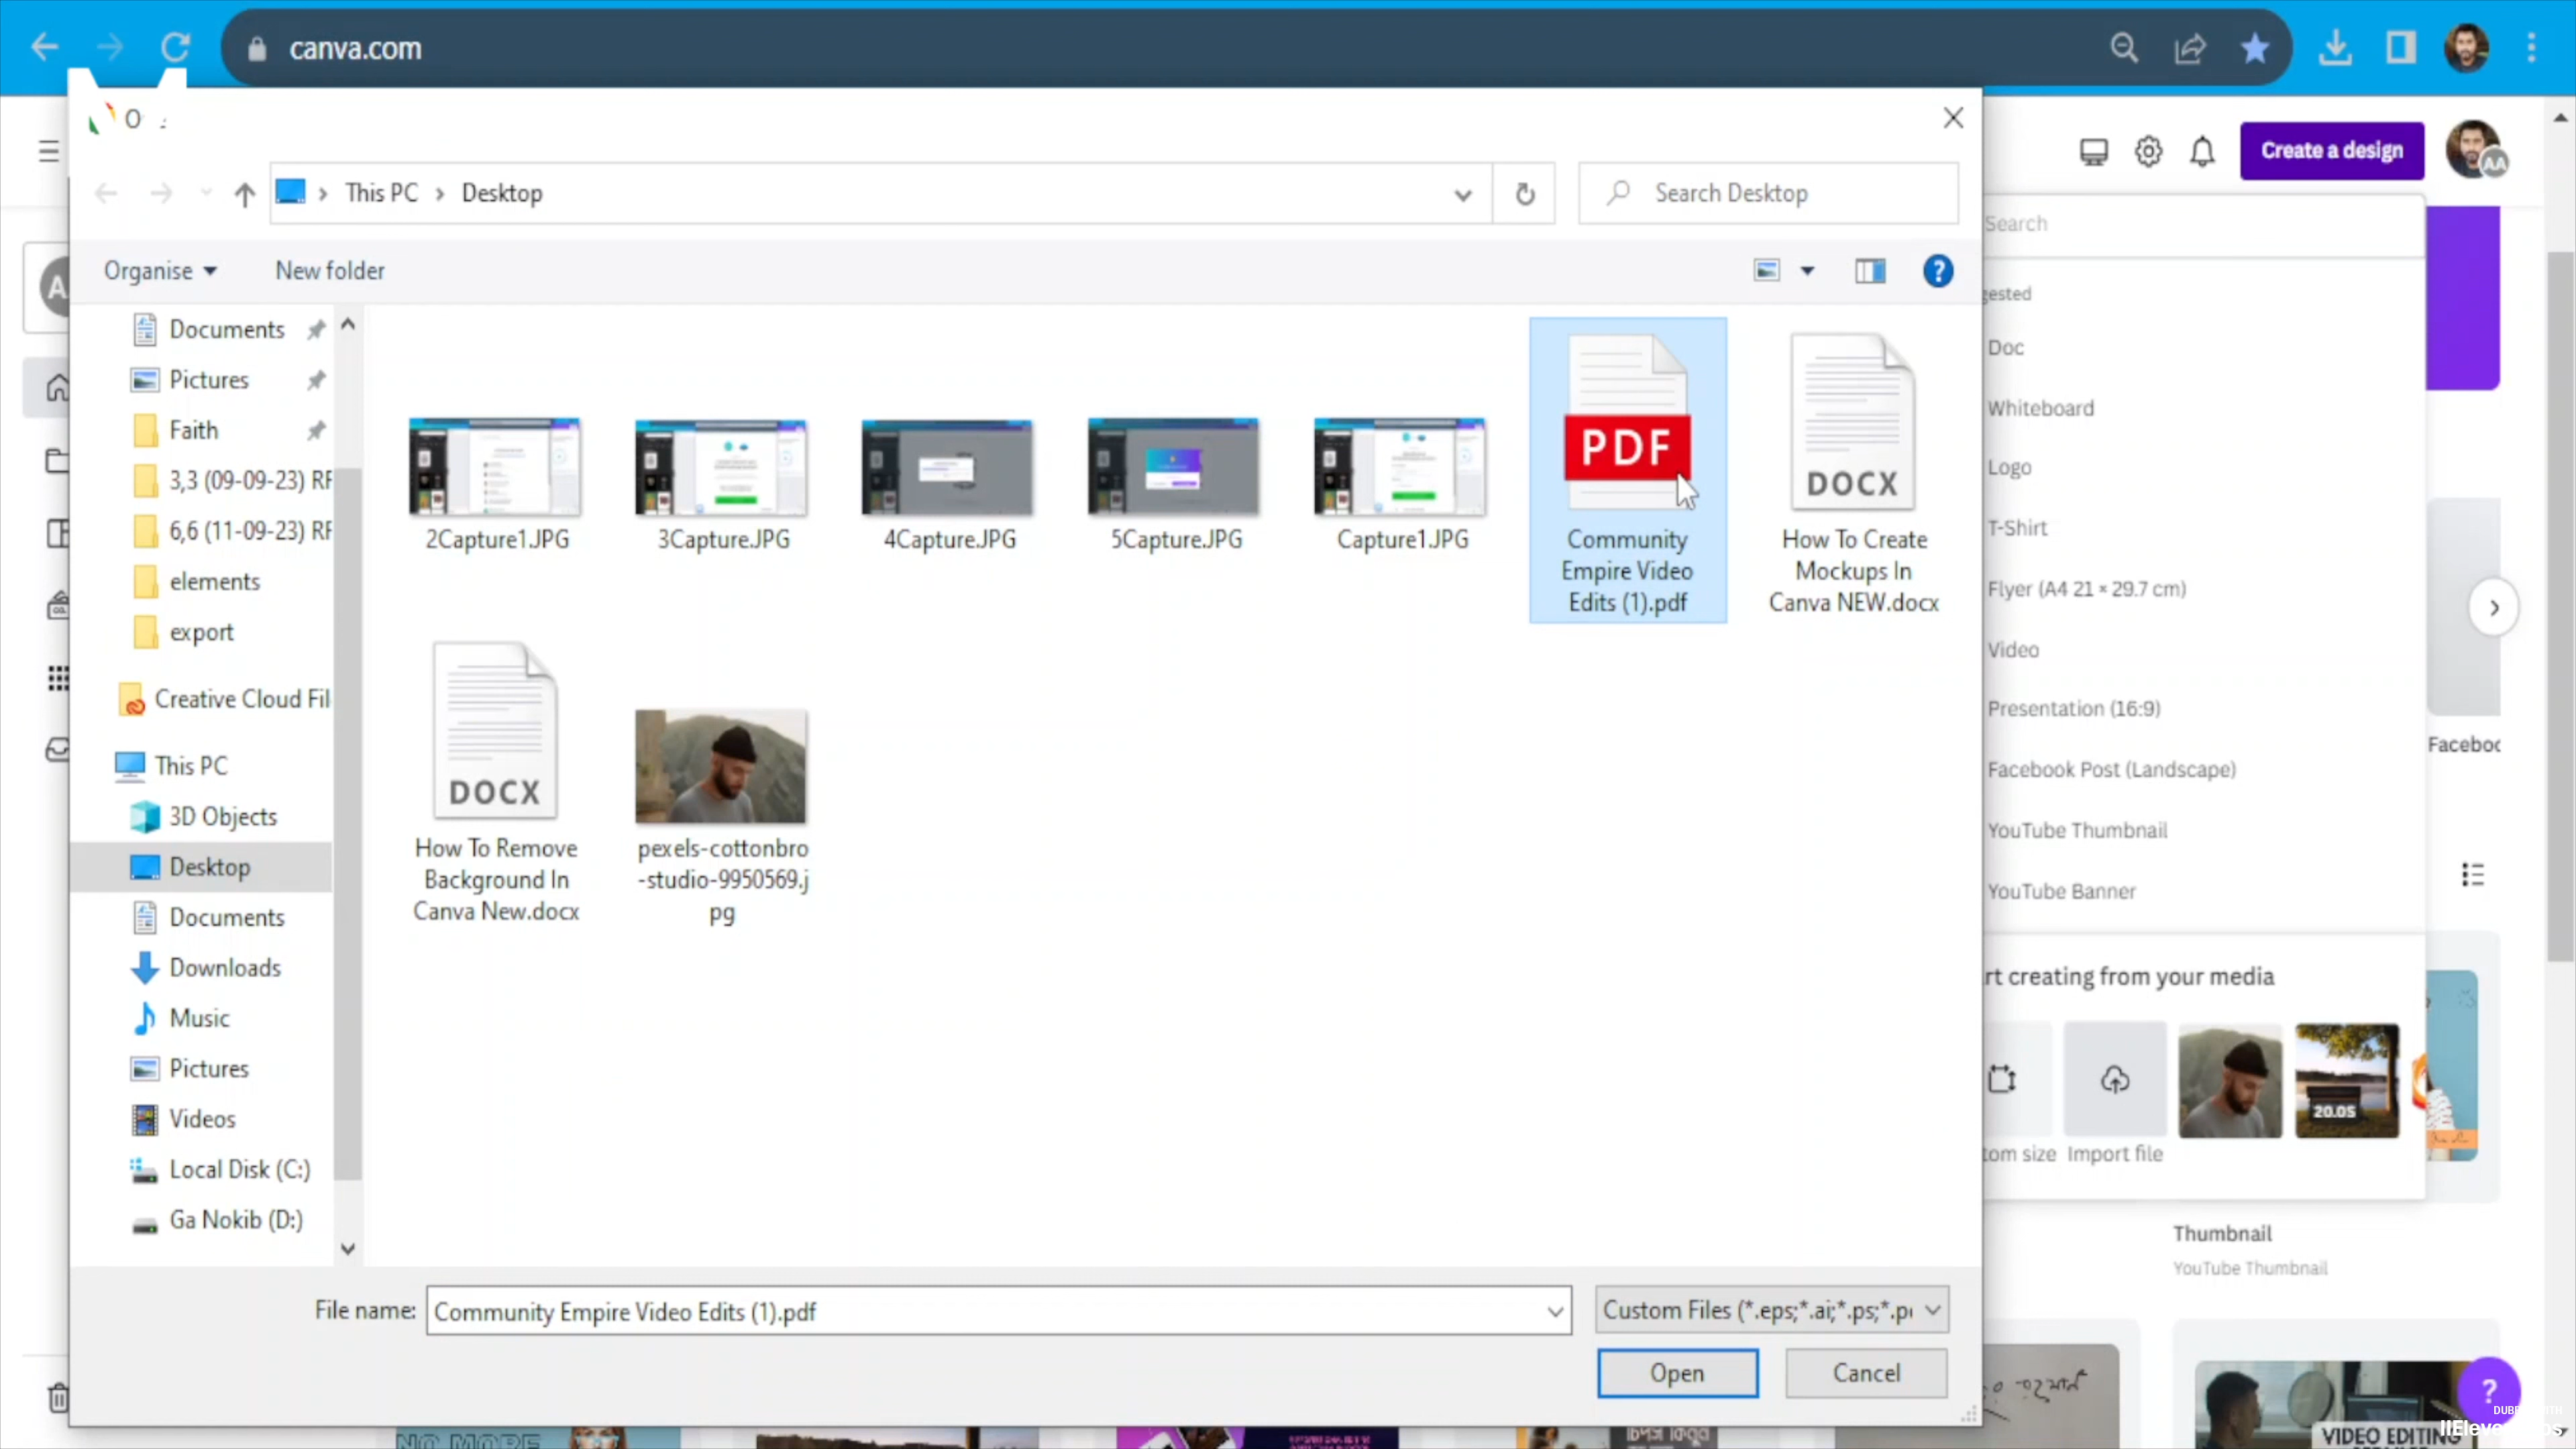 canva.com
O
This PC
Desktop
Search Desktop
Organise
New folder
Documents
Pictures
Faith
3,3 (09-09-23)
6,6 (11-09-23)
elements
export
Creative Cloud Fil
This PC
3D Objects
Desktop
Documents
Downloads
Music
Pictures
Videos
Local Disk (C:)
Ga Nokib (D:)
2Capture1.JPG
3Capture.JPG
4Capture.JPG
5Capture.JPG
Capture1.JPG
PDF
Community
Empire Video
Edits (1).pdf
DOCX
How To Create
Mockups In
Canva NEW.docx
DOCX
How To Remove
Background In
Canva New.docx
pexels-cottonbro
-studio-9950569.j
pg
File name:
Community Empire Video Edits (1).pdf
Custom Files (*.eps;*.ai;*.ps;*.p
Open
Cancel
Create a design
AA
Search
gested
Doc
Whiteboard
Logo
T-Shirt
Flyer (A4 21 × 29.7 cm)
Video
Presentation (16:9)
Facebook Post (Landscape)
YouTube Thumbnail
YouTube Banner
rt creating from your media
20.05
tom size
Import file
Faceboo
Thumbnail
YouTube Thumbnail
NO MORE
VIDEO EDITING